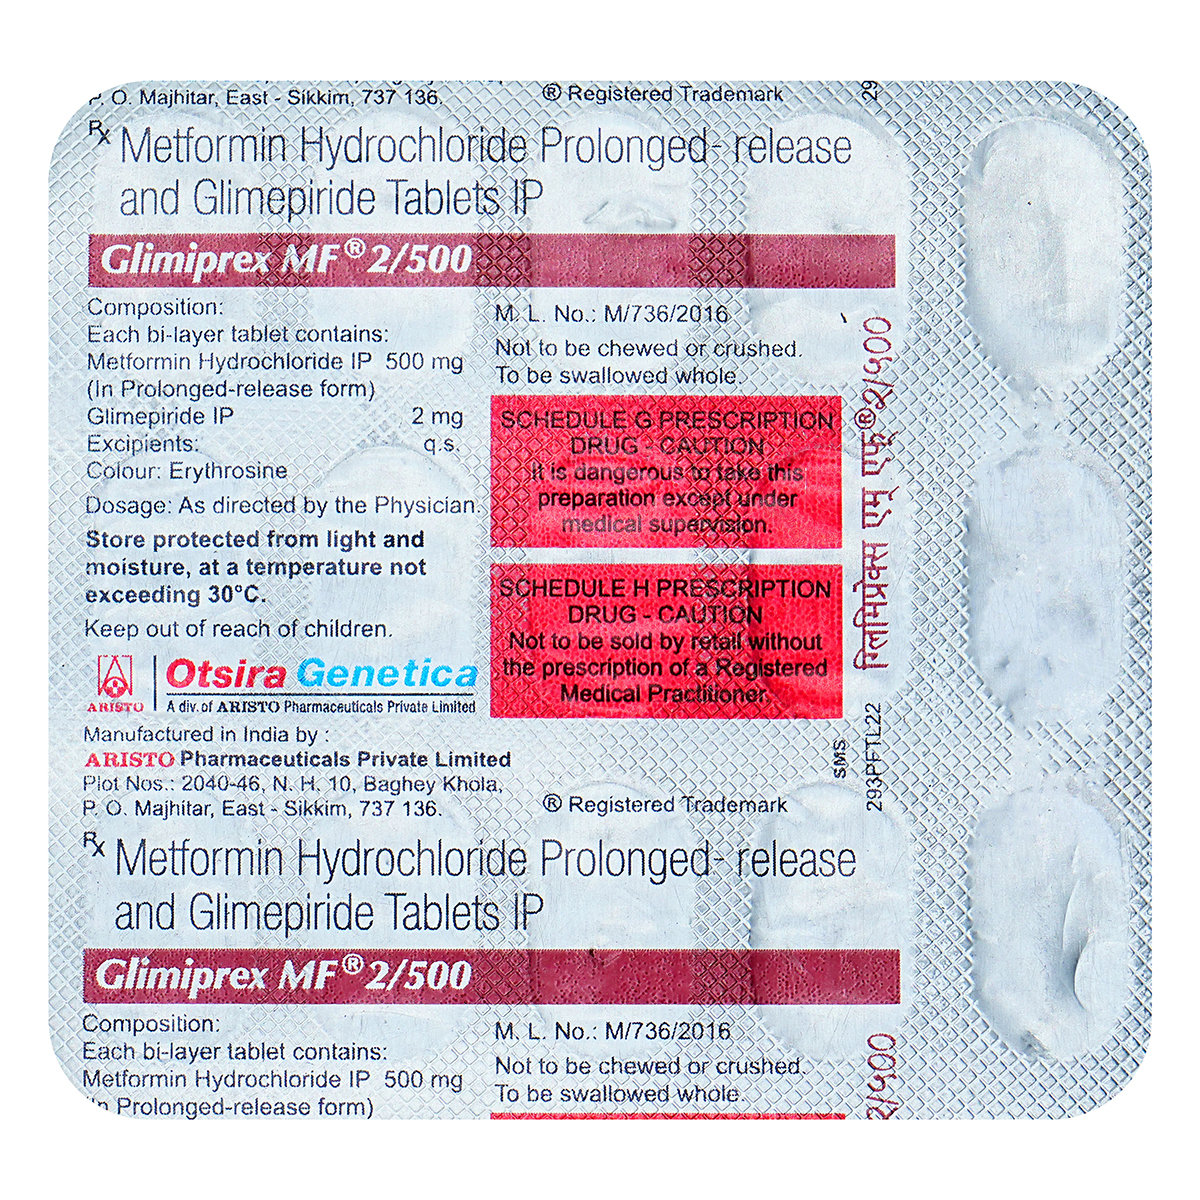 P. O. Majhitar, East - Sikkim, 737 136.
® Registered Trademark
29
Rx Metformin Hydrochloride Prolonged- release
and Glimepiride Tablets IP
Glimiprex MF® 2/500
Composition:
Each bi-layer tablet contains:
Metformin Hydrochloride IP 500 mg
(In Prolonged-release form)
Glimepiride IP 2 mg
Excipients: q.s.
Colour: Erythrosine
Dosage: As directed by the Physician.
Store protected from light and
moisture, at a temperature not
exceeding 30°C.
Keep out of reach of children.
ARISTO
Otsira Genetica
A div. of ARISTO Pharmaceuticals Private Limited
Manufactured in India by :
ARISTO Pharmaceuticals Private Limited
Plot Nos.: 2040-46, N. H. 10, Baghey Khola,
P. O. Majhitar, East - Sikkim, 737 136.
M. L. No.: M/736/2016
Not to be chewed or crushed.
To be swallowed whole.
SCHEDULE G PRESCRIPTION
DRUG - CAUTION
It is dangerous to take this
preparation except under
medical supervision.
SCHEDULE H PRESCRIPTION
DRUG - CAUTION
Not to be sold by retail without
the prescription of a Registered
Medical Practitioner.
® Registered Trademark
ग्लिमिप्रेक्स एम एफ® २/५००
SMS
293PFTL22
Rx Metformin Hydrochloride Prolonged- release
and Glimepiride Tablets IP
Glimiprex MF® 2/500
Composition:
Each bi-layer tablet contains:
Metformin Hydrochloride IP 500 mg
(In Prolonged-release form)
M. L. No.: M/736/2016
Not to be chewed or crushed.
To be swallowed whole.
२/५००